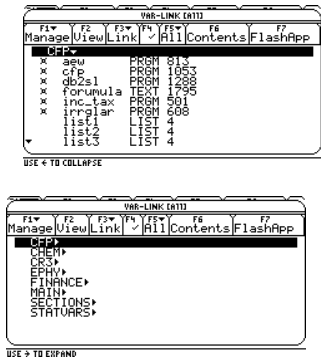 VAR-LINK [All]
F1▾ F2 F3▾ F4 F5▾ F6 F7
Manage View Link ✓ All Contents FlashApp
CFP▾
¤ aew PRGM 813
¤ cfp PRGM 1053
¤ db2sl PRGM 1288
¤ forumula TEXT 1795
¤ inc_tax PRGM 501
¤ irrglar PRGM 608
list1 LIST 4
list2 LIST 4
list3 LIST 4
USE ← TO COLLAPSE
VAR-LINK [All]
F1▾ F2 F3▾ F4 F5▾ F6 F7
Manage View Link ✓ All Contents FlashApp
CFP▸
CHEM▸
CR3▸
EPHY▸
FINANCE▸
MAIN▸
SECTIONS▸
STATVARS▸
USE → TO EXPAND